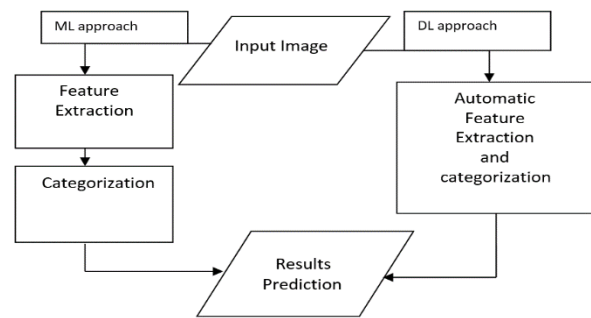 ML approach
Input Image
DL approach
Feature
Extraction
Automatic
Feature
Extraction
and
categorization
Categorization
Results
Prediction